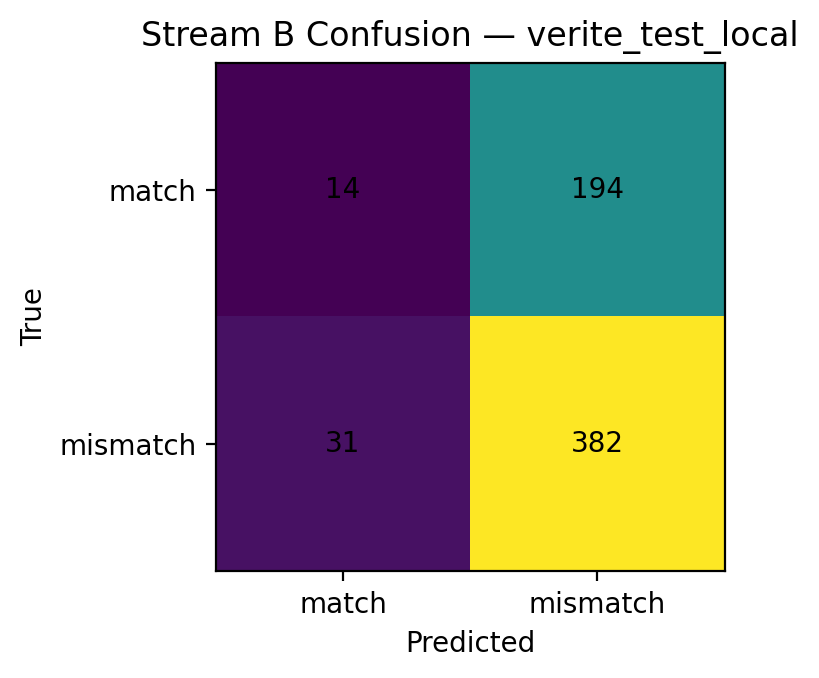 Stream B Confusion — verite_test_local
match
14
194
True
mismatch
31
382
match
mismatch
Predicted